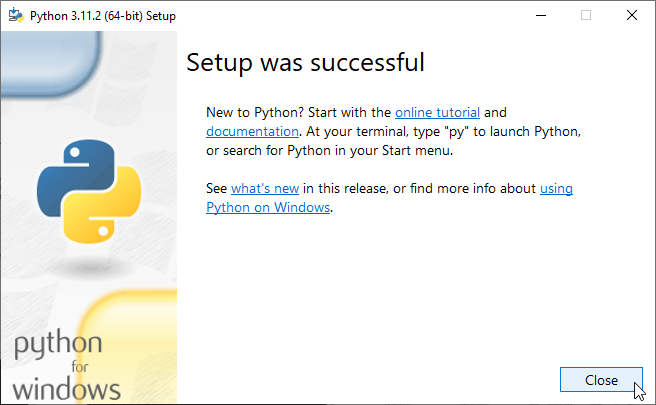 Python 3.11.2 (64-bit) Setup
Setup was successful
New to Python? Start with the online tutorial and
documentation. At your terminal, type "py" to launch Python,
or search for Python in your Start menu.
See what's new in this release, or find more info about using
Python on Windows.
python
for
windows
Close